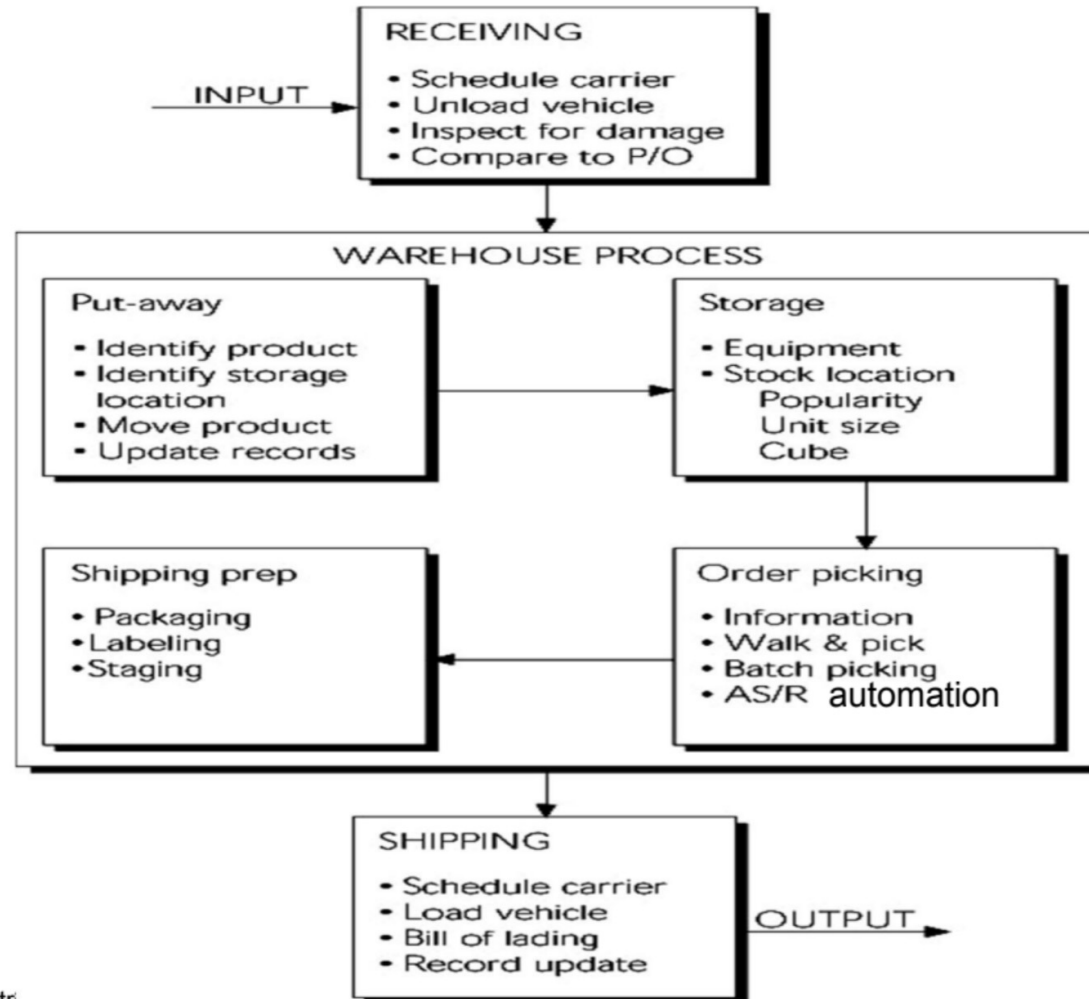 RECEIVING
• Schedule carrier
• Unload vehicle
• Inspect for damage
• Compare to P/O
INPUT
WAREHOUSE PROCESS
Put-away
• Identify product
• Identify storage
location
• Move product
• Update records
Storage
• Equipment
• Stock location
Popularity
Unit size
Cube
Order picking
• Information
• Walk & pick
• Batch picking
• AS/R automation
Shipping prep
• Packaging
•Labeling
•Staging
SHIPPING
• Schedule carrier
• Load vehicle
• Bill of lading
• Record update
OUTPUT